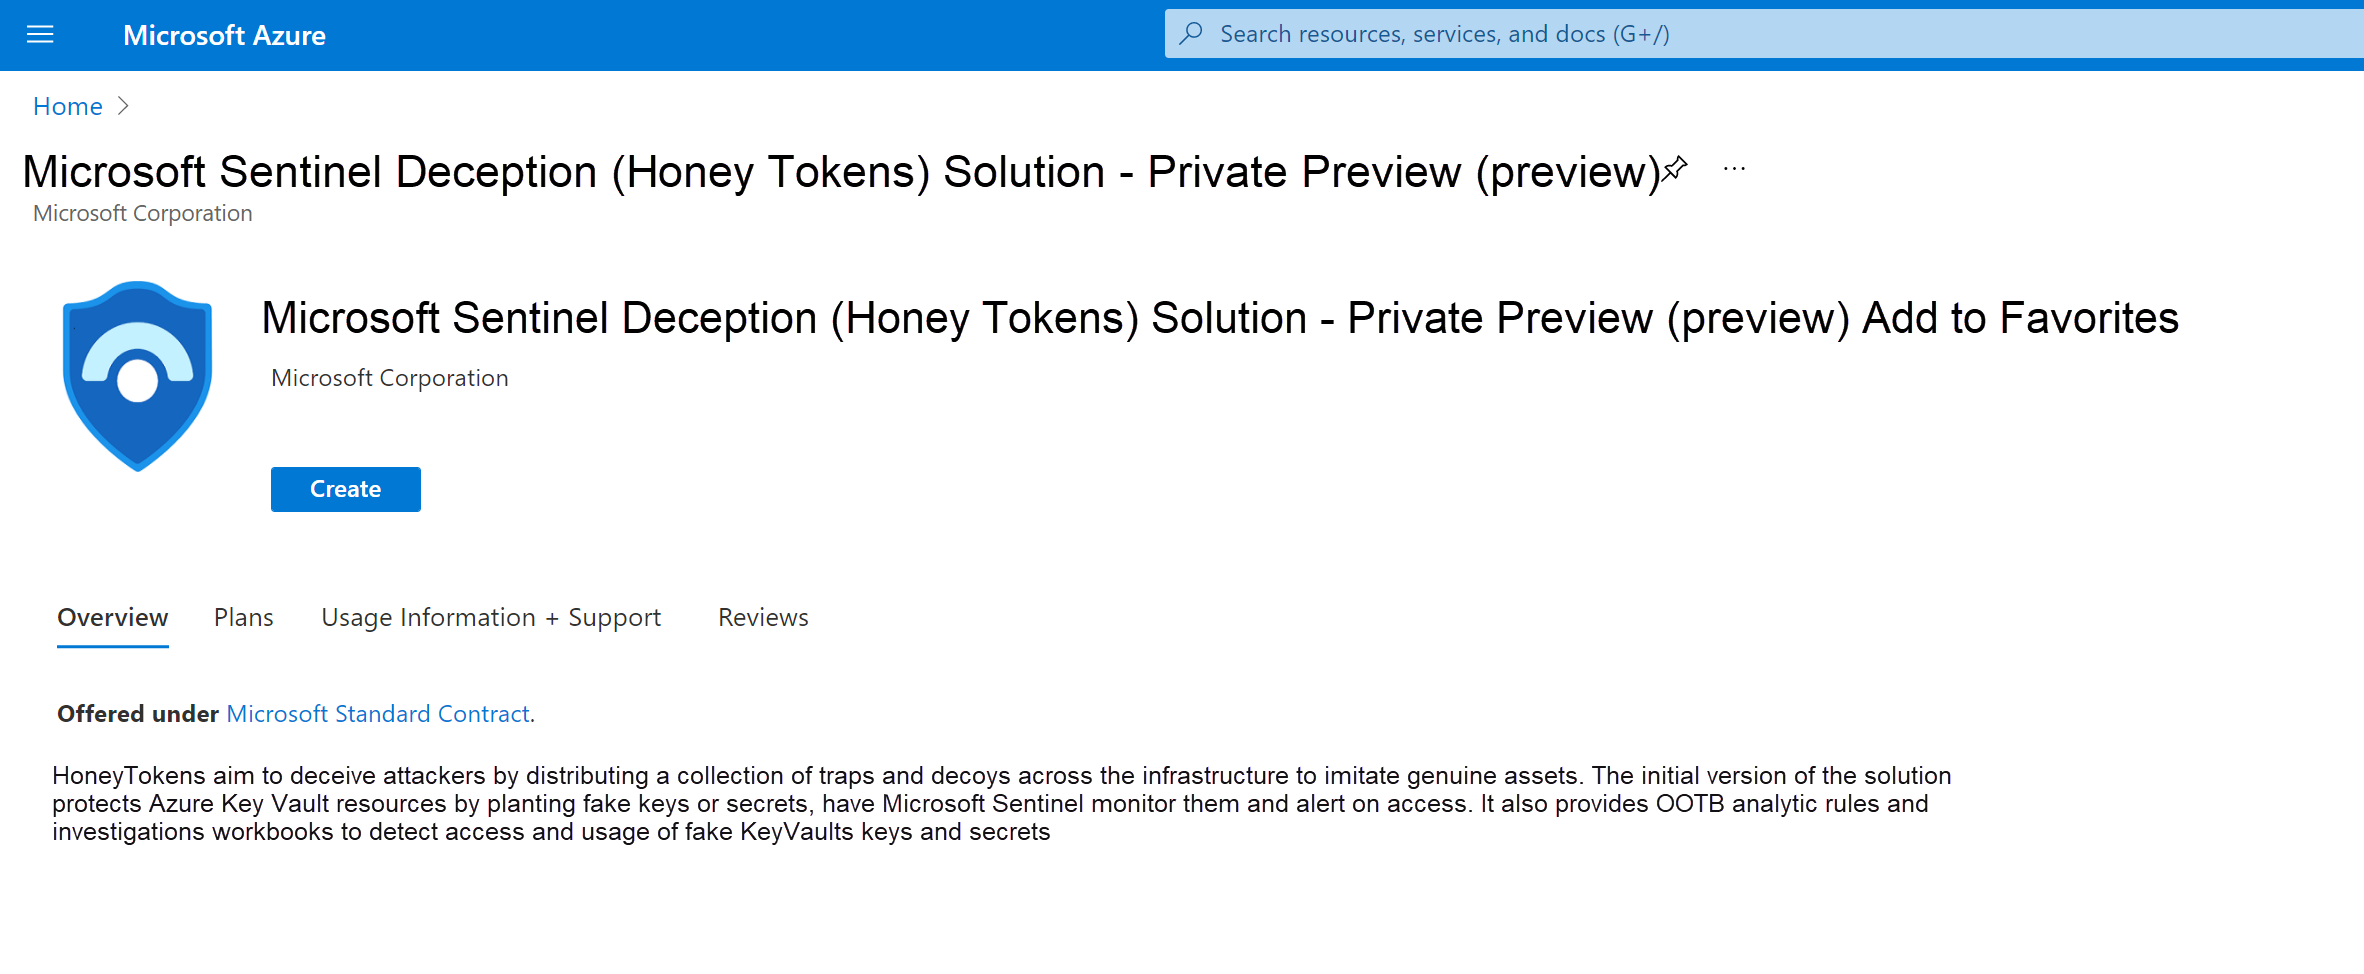 Microsoft Azure
Search resources, services, and docs (G+/)
Home
Microsoft Sentinel Deception (Honey Tokens) Solution - Private Preview (preview)
Microsoft Corporation
Microsoft Sentinel Deception (Honey Tokens) Solution - Private Preview (preview) Add to Favorites
Microsoft Corporation
Create
Overview Plans Usage Information + Support Reviews
Offered under Microsoft Standard Contract.
HoneyTokens aim to deceive attackers by distributing a collection of traps and decoys across the infrastructure to imitate genuine assets. The initial version of the solution
protects Azure Key Vault resources by planting fake keys or secrets, have Microsoft Sentinel monitor them and alert on access. It also provides OOTB analytic rules and
investigations workbooks to detect access and usage of fake KeyVaults keys and secrets